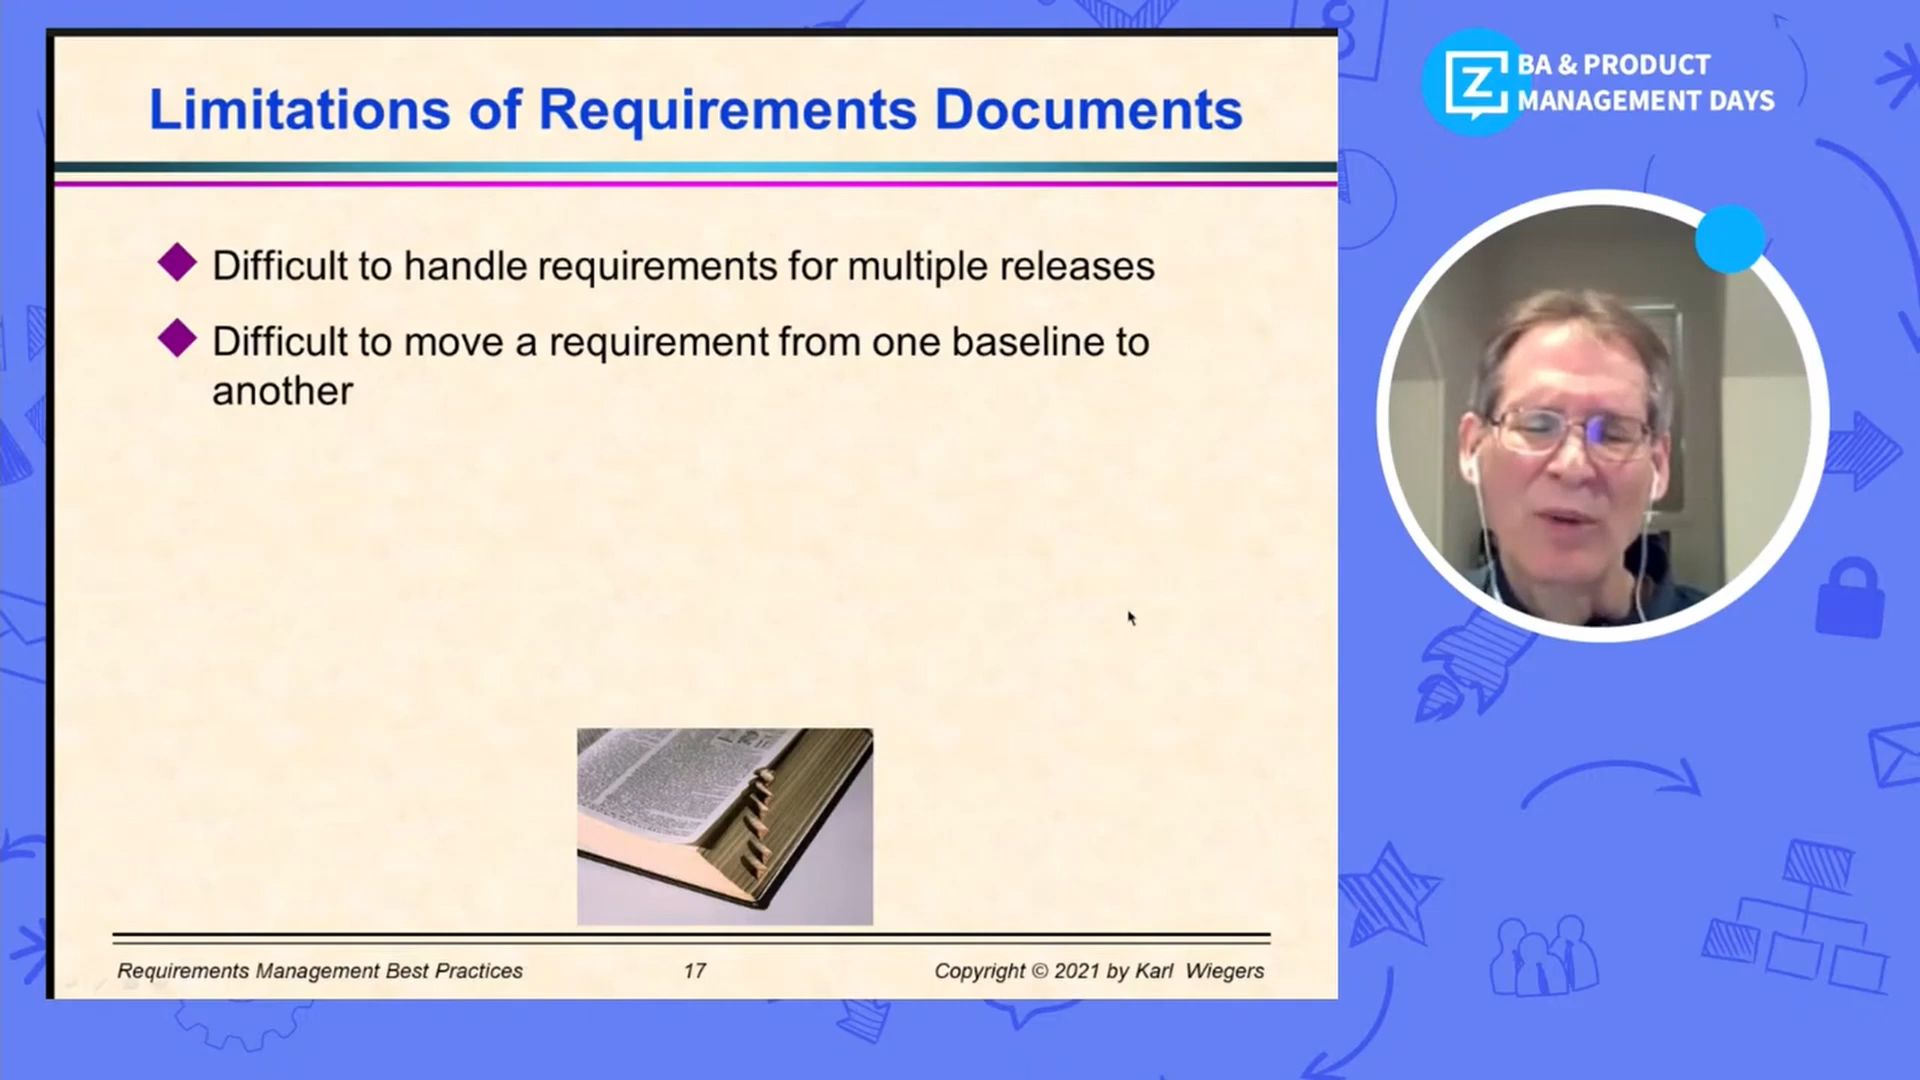 Limitations of Requirements Documents
Difficult to handle requirements for multiple releases
Difficult to move a requirement from one baseline to
another
Requirements Management Best Practices
17
Copyright © 2021 by Karl Wiegers
Z
BA & PRODUCT
MANAGEMENT DAYS